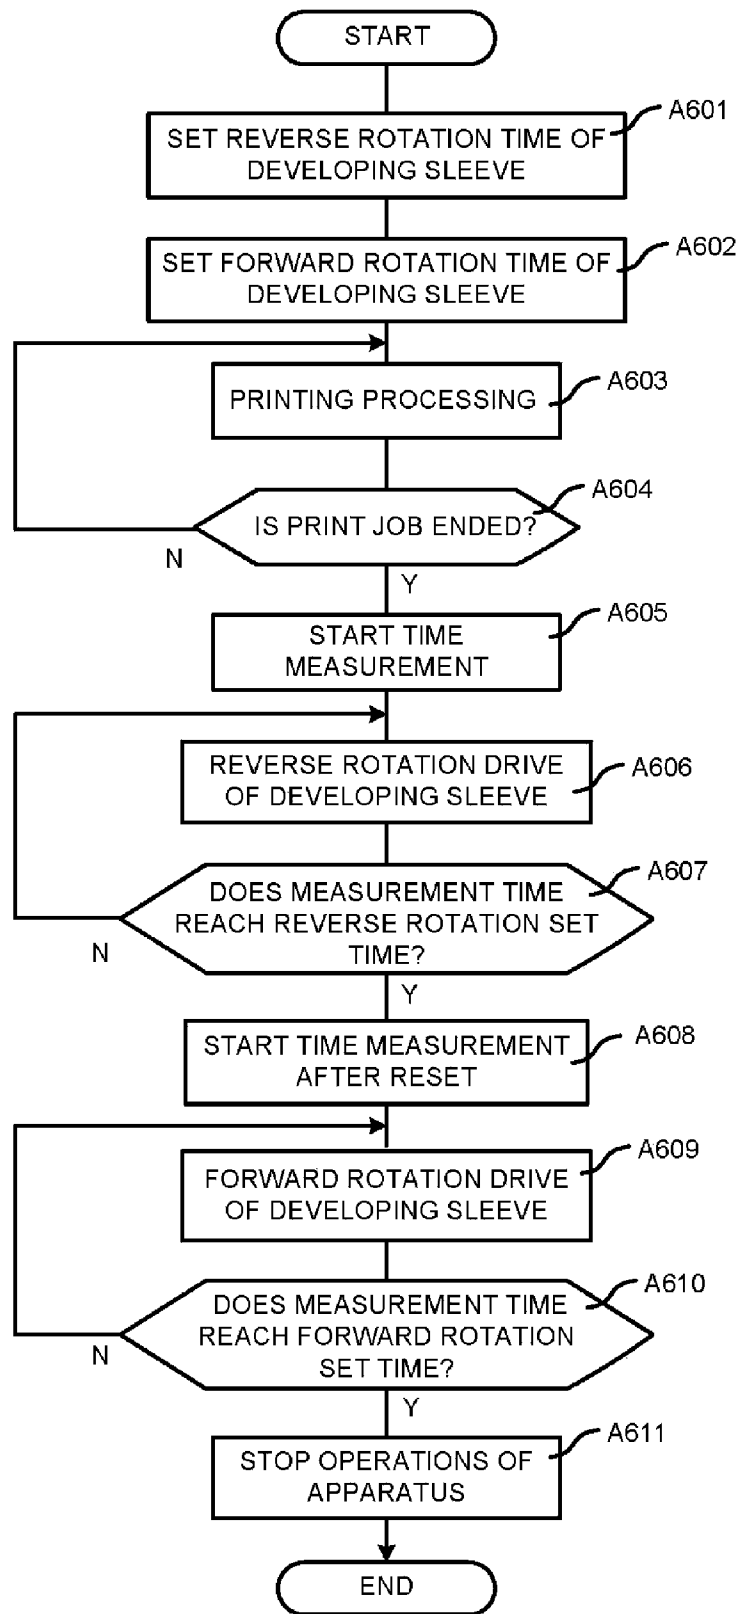 START
A601
SET REVERSE ROTATION TIME OF
DEVELOPING SLEEVE
A602
SET FORWARD ROTATION TIME OF
DEVELOPING SLEEVE
A603
PRINTING PROCESSING
A604
IS PRINT JOB ENDED?
N
Y
A605
START TIME
MEASUREMENT
A606
REVERSE ROTATION DRIVE
OF DEVELOPING SLEEVE
A607
DOES MEASUREMENT TIME
REACH REVERSE ROTATION SET
TIME?
N
Y
A608
START TIME MEASUREMENT
AFTER RESET
A609
FORWARD ROTATION DRIVE
OF DEVELOPING SLEEVE
A610
DOES MEASUREMENT TIME
REACH FORWARD ROTATION
SET TIME?
N
Y
A611
STOP OPERATIONS OF
APPARATUS
END